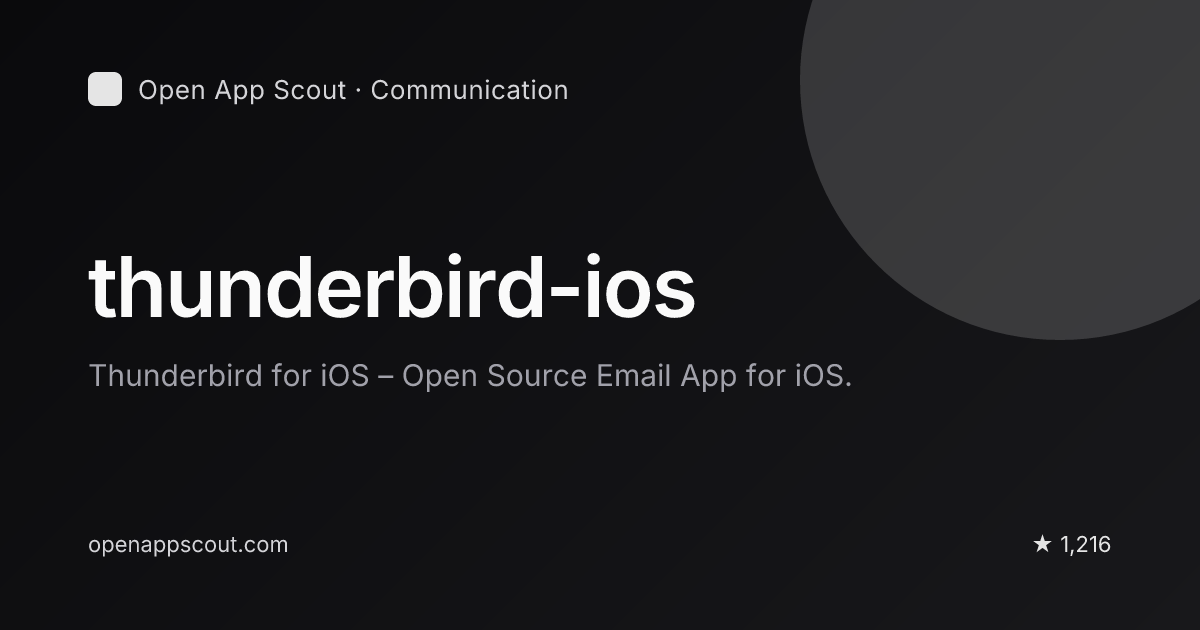 Open App Scout · Communication
thunderbird-ios
Thunderbird for iOS – Open Source Email App for iOS.
openappscout.com
★ 1,216